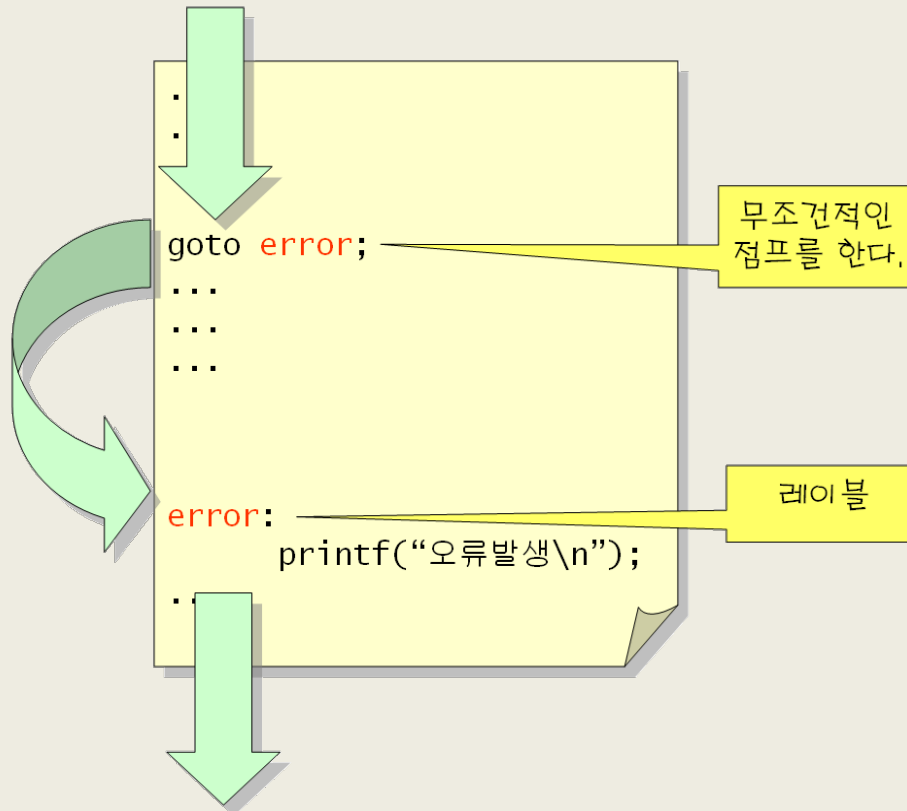 .
.
goto error;
무조건적인
점프를 한다.
...
...
...
error:
레이블
printf(“오류발생\n”);
..